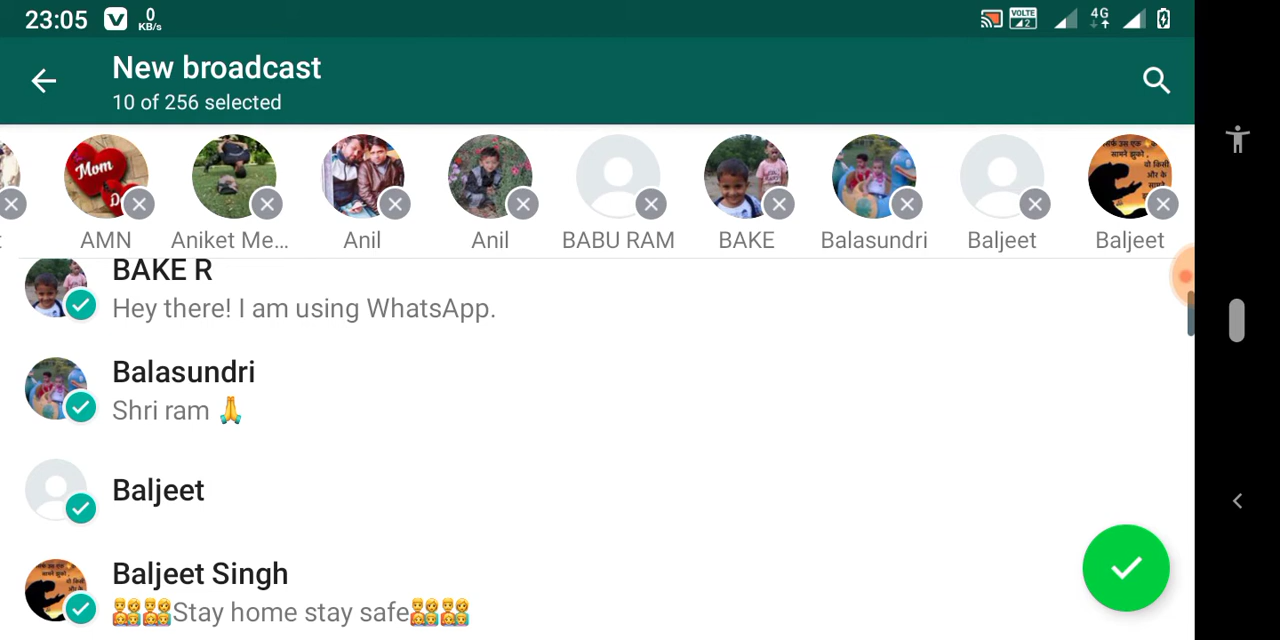 23:05 V 0 KB/s VOLTE 2 4G
New broadcast
10 of 256 selected
Mom
AMN Aniket Me... Anil Anil BABU RAM BAKE Balasundri Baljeet Baljeet
BAKE R
Hey there! I am using WhatsApp.
Balasundri
Shri ram 🙏
Baljeet
Baljeet Singh
👨‍👩‍👧‍👦👨‍👩‍👧‍👦Stay home stay safe👨‍👩‍👧‍👦👨‍👩‍👧‍👦